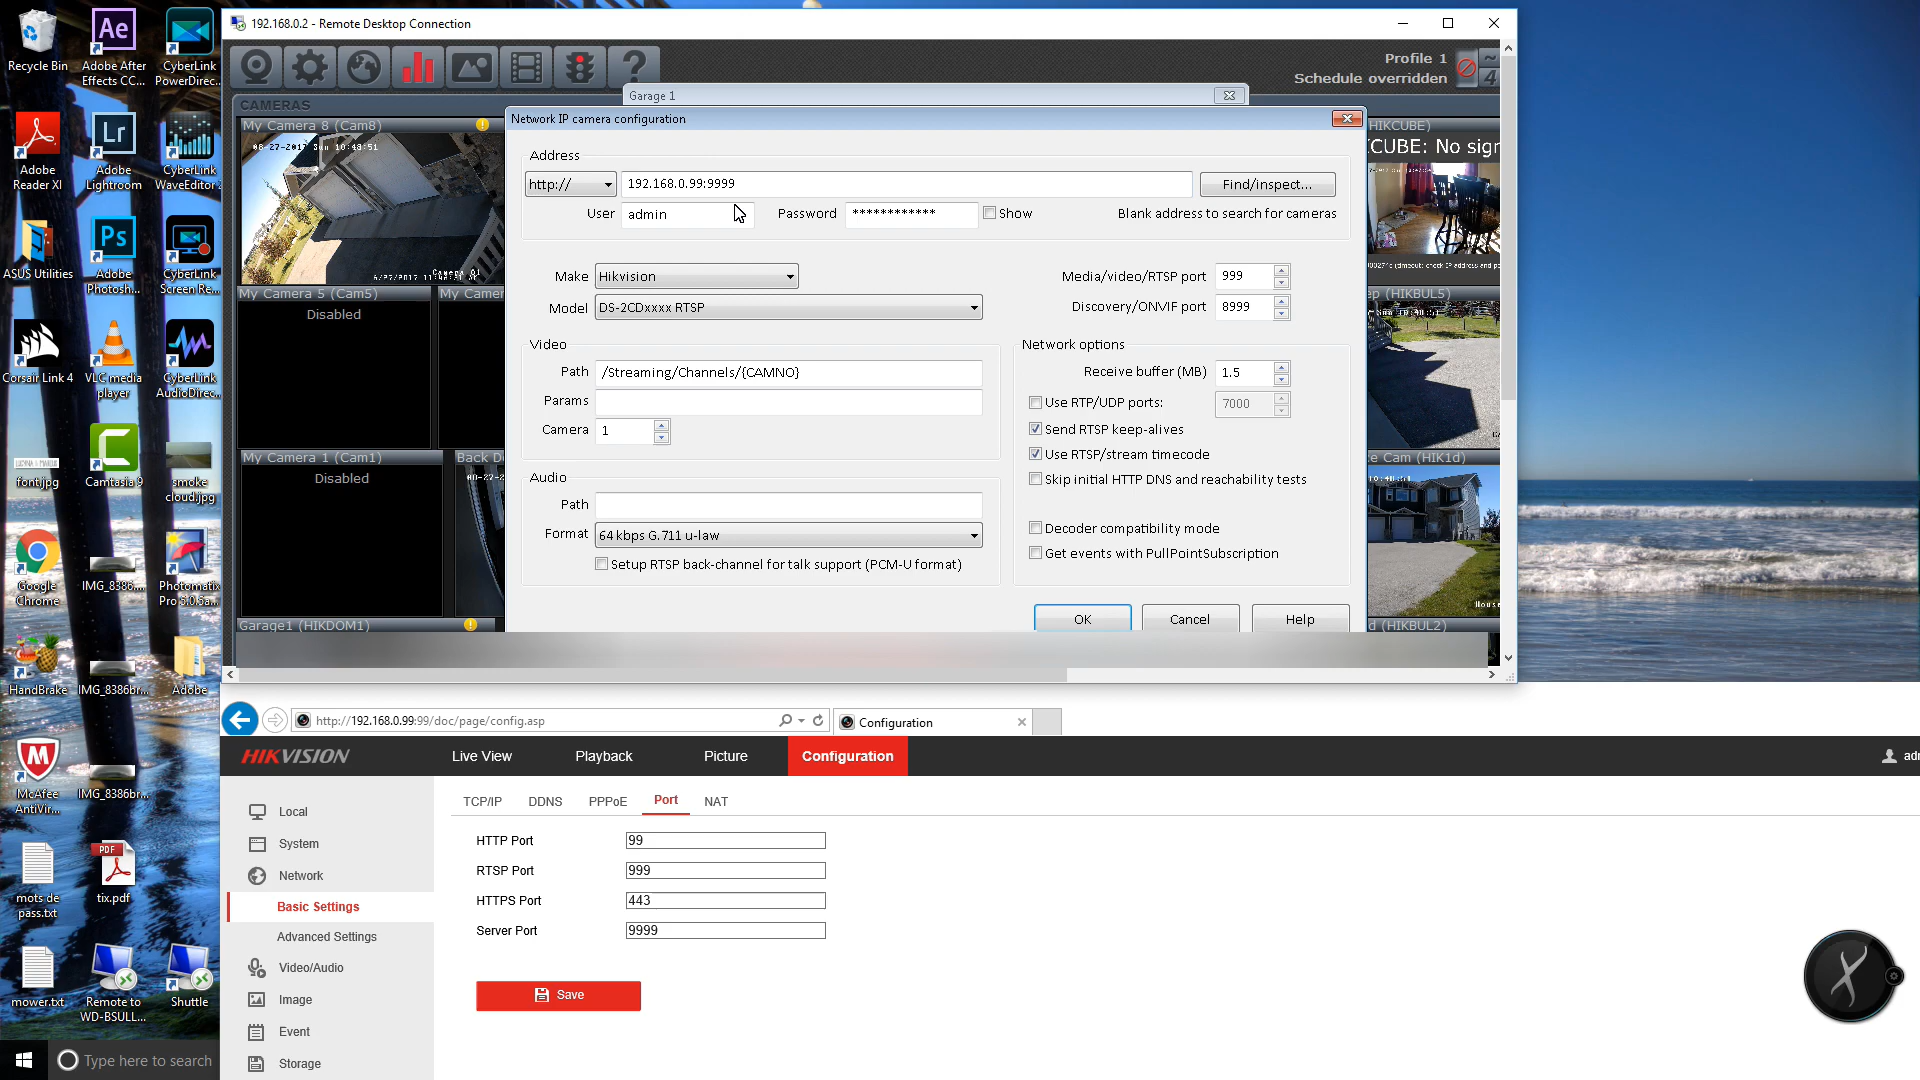 Recycle Bin
Adobe After
Effects CC...
CyberLink
PowerDirec...
Adobe
Reader XI
Adobe
Lightroom
CyberLink
WaveEditor
ASUS Utilities
Adobe
Photosh...
CyberLink
Screen Re...
Corsair Link 4
VLC media
player
CyberLink
AudioDirec...
font.jpg
Camtasia 9
smoke
cloud.jpg
Google
Chrome
IMG_8386....
Photomatix
Pro 6.0.5a...
HandBrake
IMG_8386br...
Adobe
McAfee
AntiVir...
IMG_8386br...
mots de
pass.txt
tix.pdf
mower.txt
Remote to
WD-BSULL...
Shuttle
Type here to search
192.168.0.2 - Remote Desktop Connection
Profile 1
Schedule overridden
CAMERAS
Garage 1
My Camera 8 (Cam8)
Network IP camera configuration
HIKCUBE)
CUBE: No sign
Address
http://
192.168.0.99:9999
Find/inspect...
User
admin
Password
************
Show
Blank address to search for cameras
Make
Hikvision
Media/video/RTSP port
999
Model
DS-2CDxxxx RTSP
Discovery/ONVIF port
8999
My Camera 5 (Cam5)
My Camer
Disabled
(HIKBUL5)
Video
Path
/Streaming/Channels/{CAMNO}
Params
Camera
1
Network options
Receive buffer (MB)
1.5
Use RTP/UDP ports:
7000
Send RTSP keep-alives
Use RTSP/stream timecode
Skip initial HTTP DNS and reachability tests
Decoder compatibility mode
Get events with PullPointSubscription
My Camera 1 (Cam1)
Back D
Disabled
Cam (HIK1d)
Audio
Path
Format
64 kbps G.711 u-law
Setup RTSP back-channel for talk support (PCM-U format)
OK
Cancel
Help
Garage1 (HIKDOM1)
d (HIKBUL2)
http://192.168.0.99:99/doc/page/config.asp
Configuration
HIKVISION
Live View
Playback
Picture
Configuration
adm
Local
System
Network
Basic Settings
Advanced Settings
Video/Audio
Image
Event
Storage
TCP/IP
DDNS
PPPoE
Port
NAT
HTTP Port
99
RTSP Port
999
HTTPS Port
443
Server Port
9999
Save